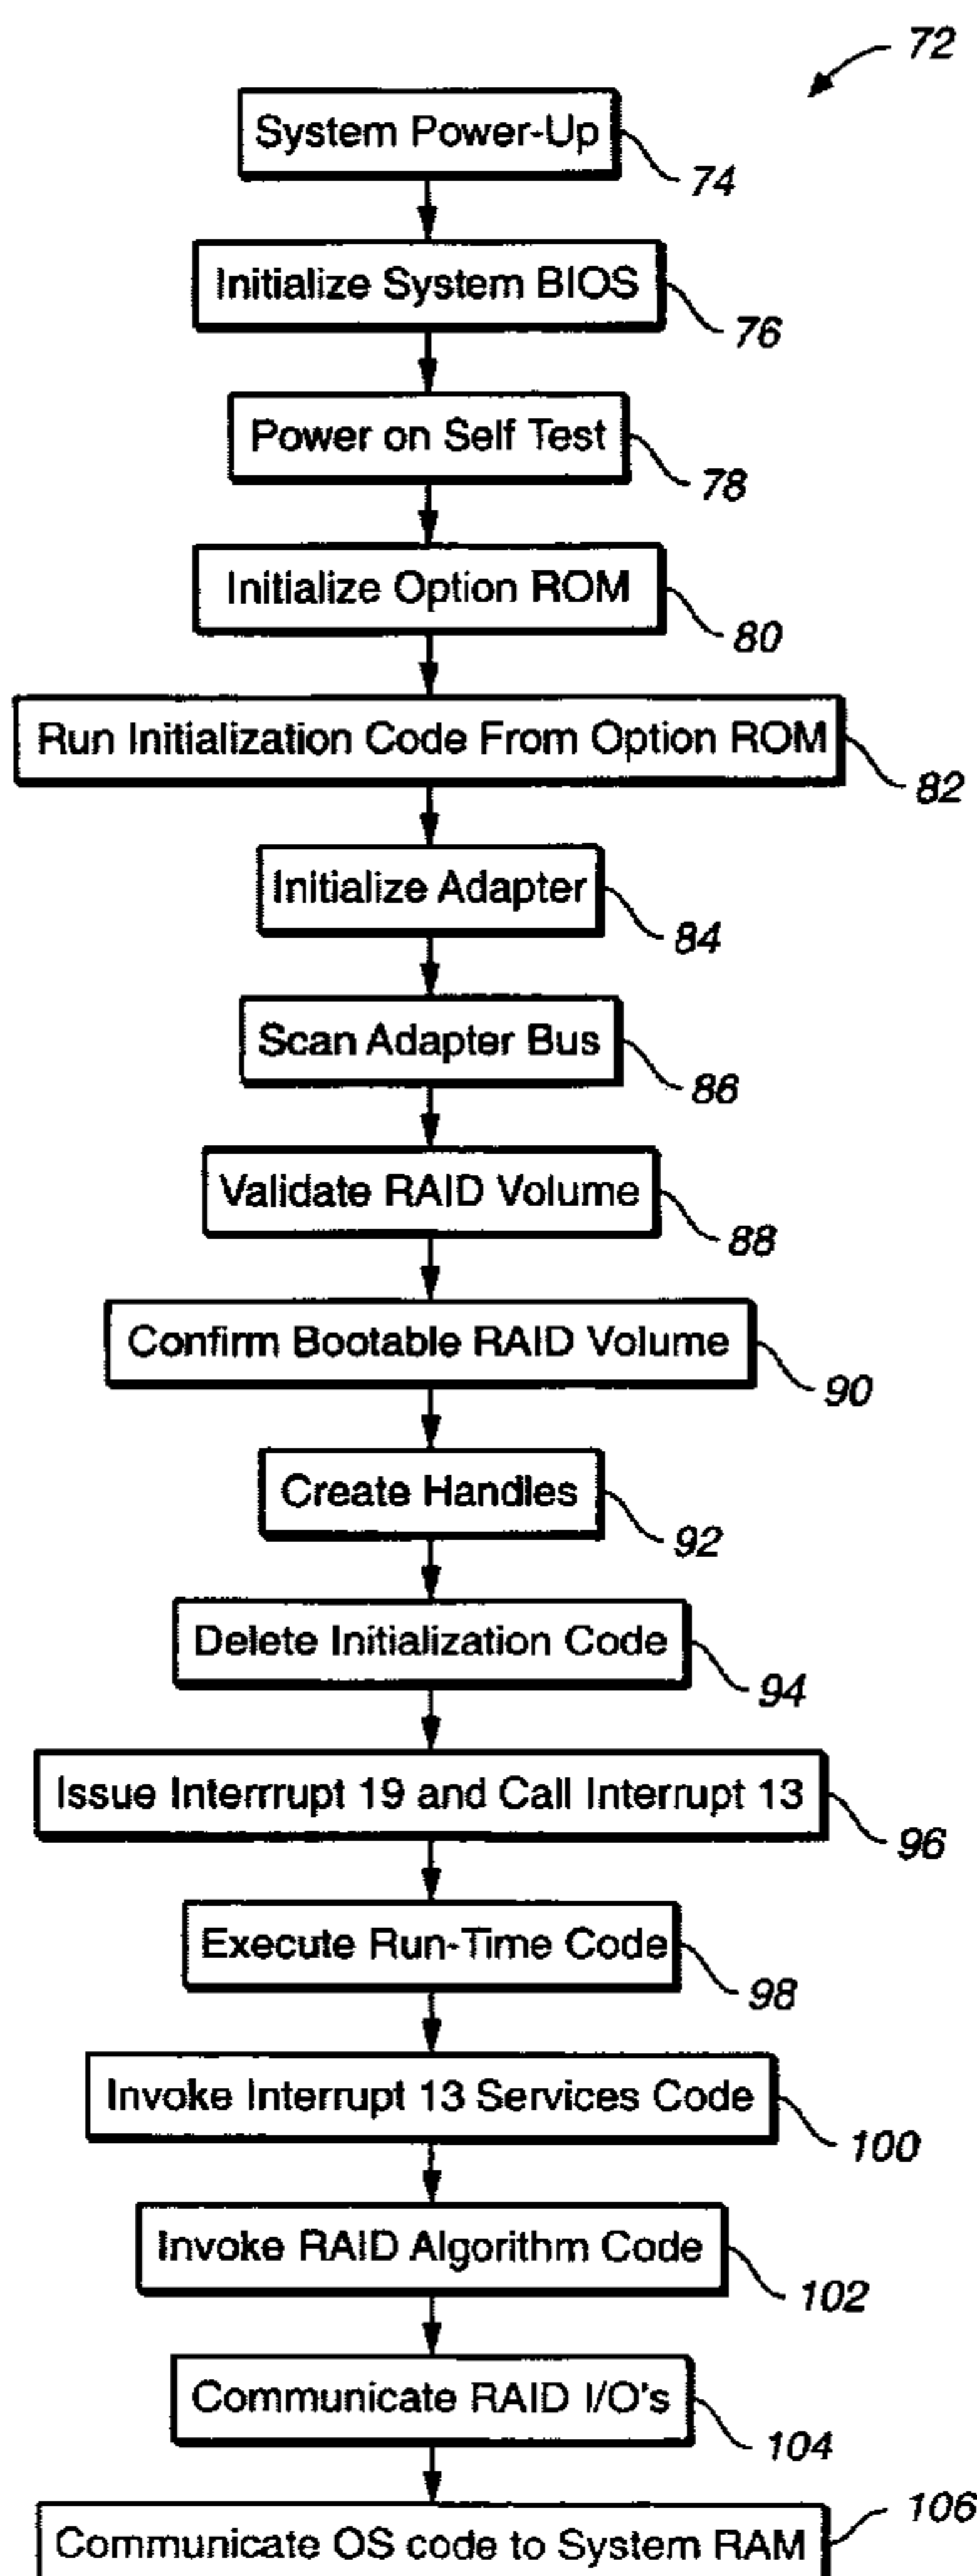 72
System Power-Up
74
Initialize System BIOS
76
Power on Self Test
78
Initialize Option ROM
80
Run Initialization Code From Option ROM
82
Initialize Adapter
84
Scan Adapter Bus
86
Validate RAID Volume
88
Confirm Bootable RAID Volume
90
Create Handles
92
Delete Initialization Code
94
Issue Interrrupt 19 and Call Interrupt 13
96
Execute Run-Time Code
98
Invoke Interrupt 13 Services Code
100
Invoke RAID Algorithm Code
102
Communicate RAID I/O's
104
106
Communicate OS code to System RAM